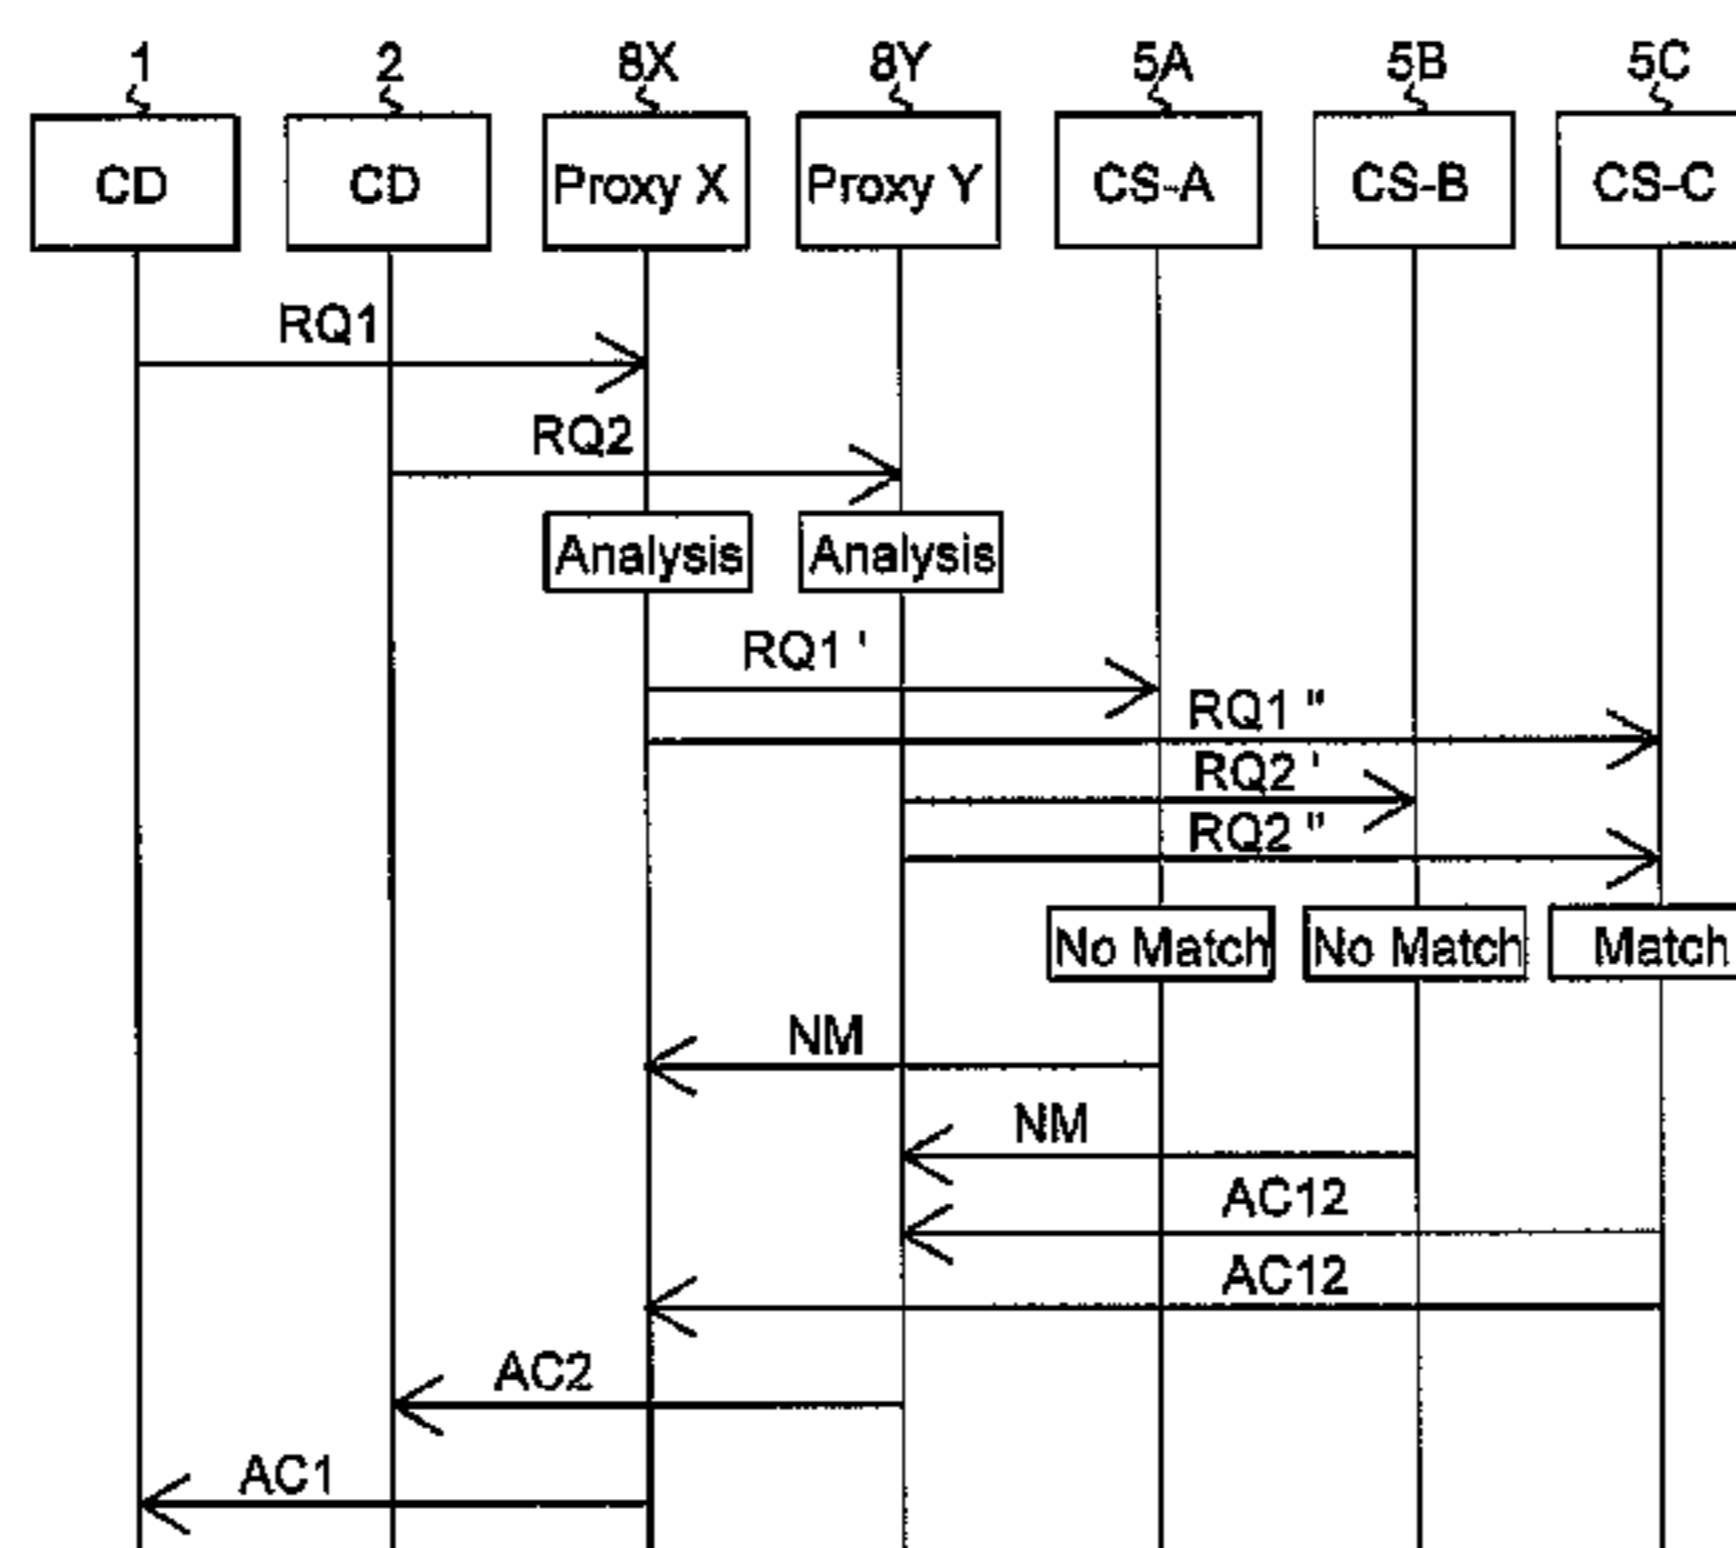 1 2 8X 8Y 5A 5B 5C
CD CD Proxy X Proxy Y CS-A CS-B CS-C
RQ1
RQ2
Analysis Analysis
RQ1 '
RQ1 "
RQ2 '
RQ2 "
No Match No Match Match
NM
NM
AC12
AC12
AC2
AC1